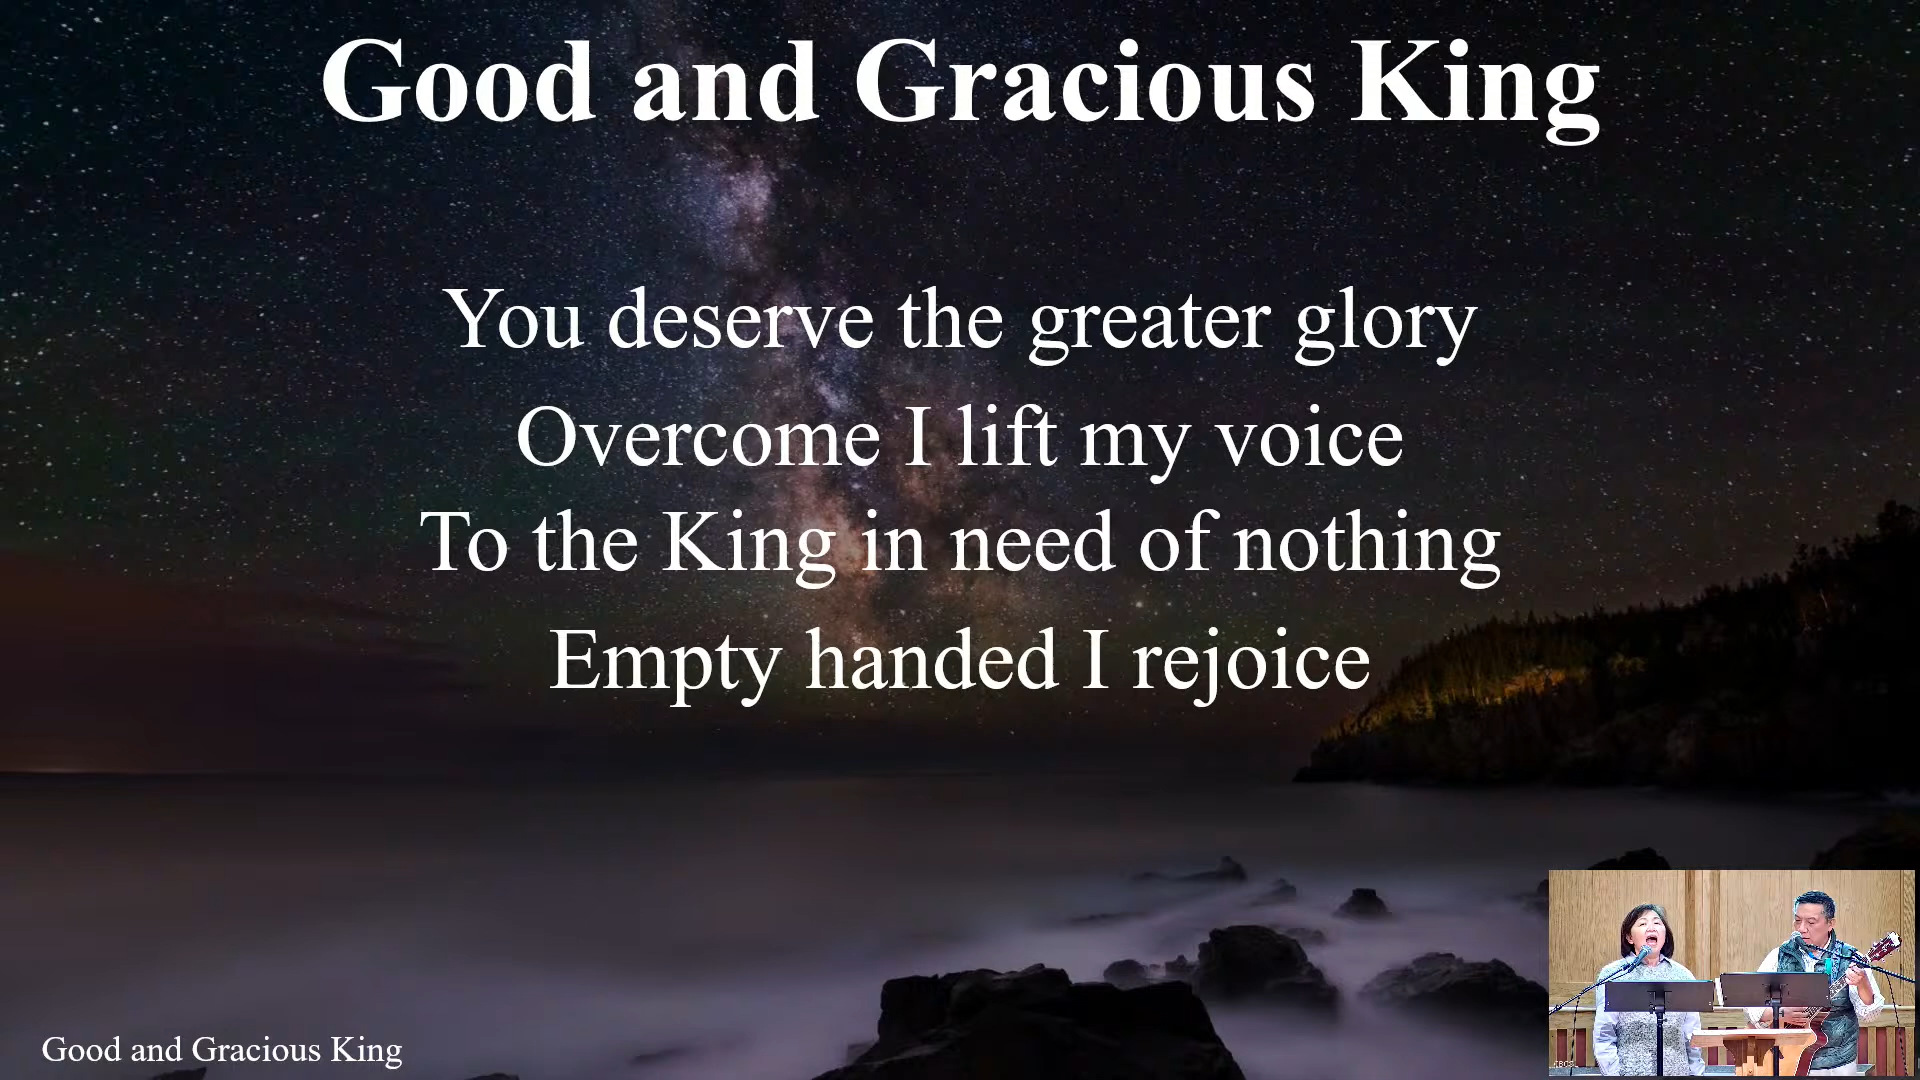 Good and Gracious King
You deserve the greater glory
Overcome I lift my voice
To the King in need of nothing
Empty handed I rejoice
Good and Gracious King